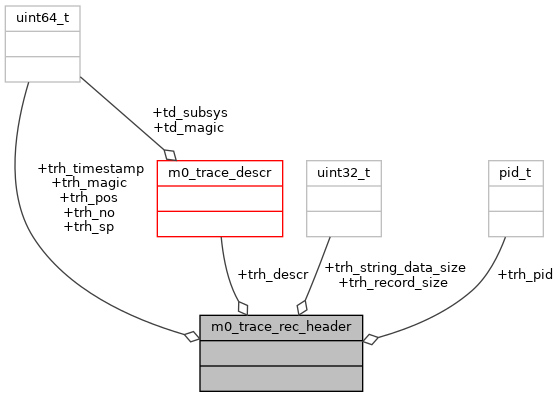 uint64_t
+td_subsys
+td_magic
+trh_timestamp
+trh_magic
+trh_pos
+trh_no
+trh_sp
m0_trace_descr
uint32_t
pid_t
+trh_descr
+trh_string_data_size
+trh_record_size
+trh_pid
m0_trace_rec_header